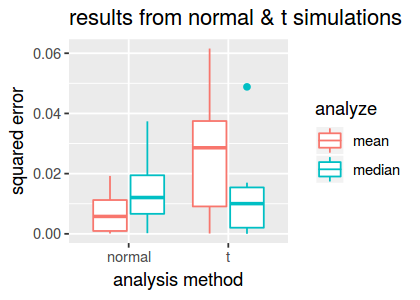 results from normal & t simulations
squared error
0.06
0.04
0.02
0.00
normal t
analysis method
analyze
mean
median